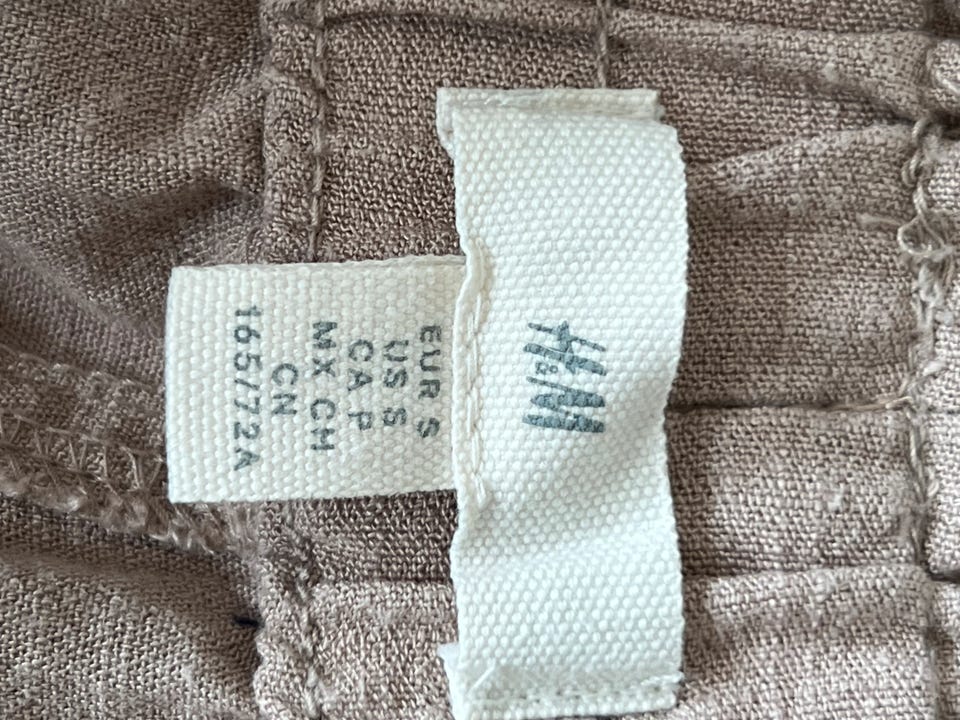 H&M
EUR S
US S
CA P
MX CH
CN
165/72A